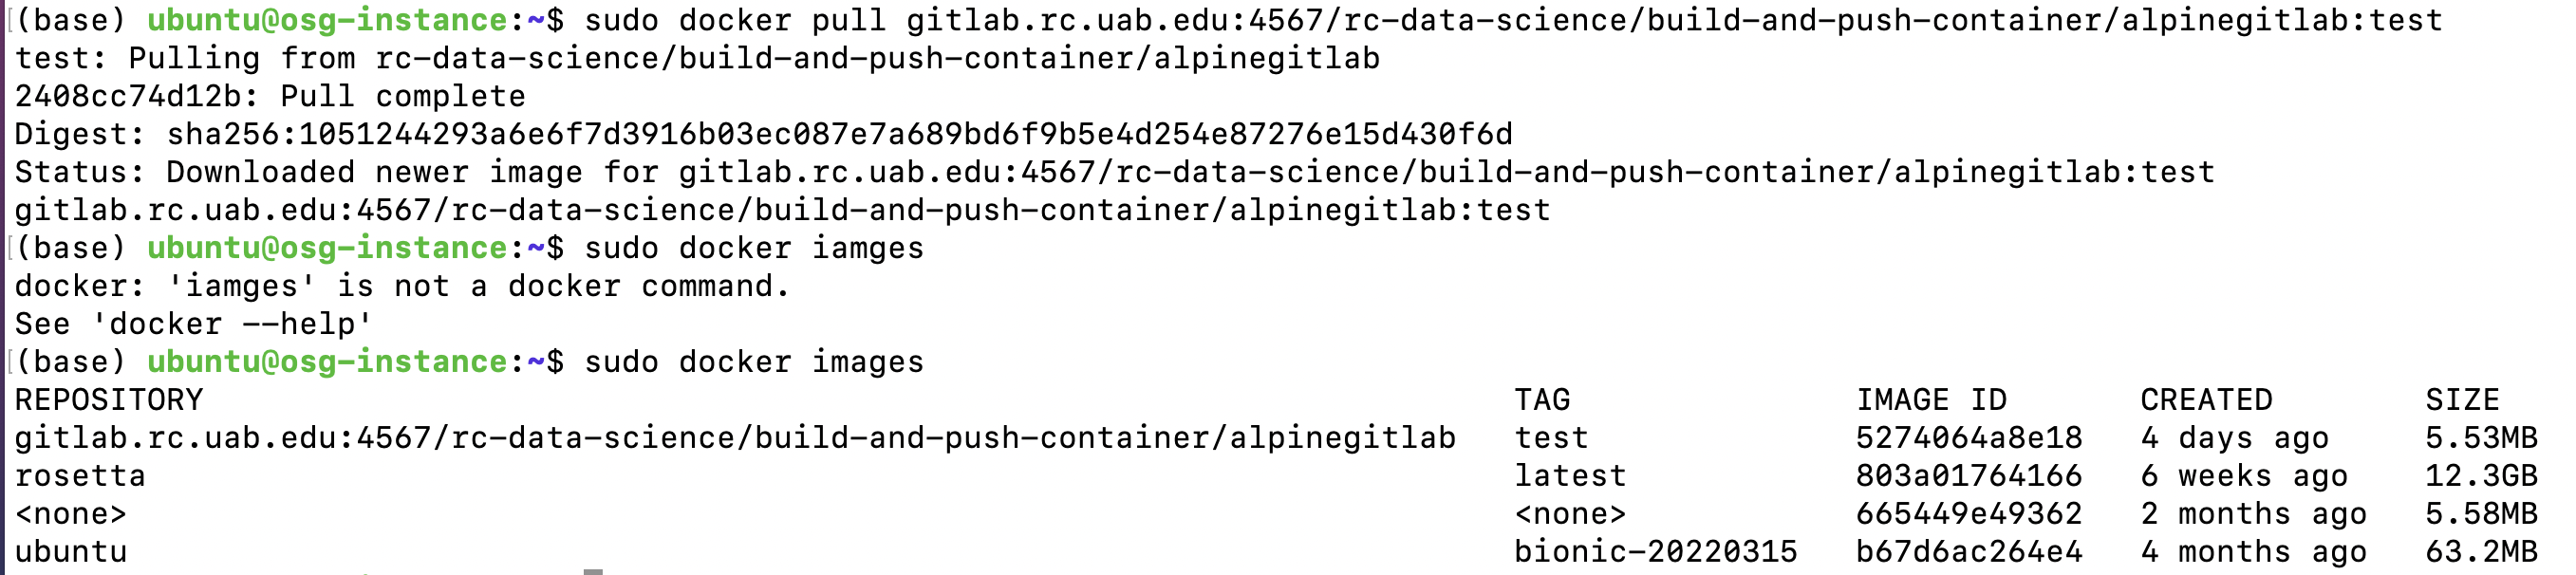 (base) ubuntu@osg-instance:~$ sudo docker pull gitlab.rc.uab.edu:4567/rc-data-science/build-and-push-container/alpinegitlab:test
test: Pulling from rc-data-science/build-and-push-container/alpinegitlab
2408cc74d12b: Pull complete
Digest: sha256:1051244293a6e6f7d3916b03ec087e7a689bd6f9b5e4d254e87276e15d430f6d
Status: Downloaded newer image for gitlab.rc.uab.edu:4567/rc-data-science/build-and-push-container/alpinegitlab:test
gitlab.rc.uab.edu:4567/rc-data-science/build-and-push-container/alpinegitlab:test
(base) ubuntu@osg-instance:~$ sudo docker iamges
docker: 'iamges' is not a docker command.
See 'docker --help'
(base) ubuntu@osg-instance:~$ sudo docker images
REPOSITORY TAG IMAGE ID CREATED SIZE
gitlab.rc.uab.edu:4567/rc-data-science/build-and-push-container/alpinegitlab test 5274064a8e18 4 days ago 5.53MB
rosetta latest 803a01764166 6 weeks ago 12.3GB
<none> <none> 665449e49362 2 months ago 5.58MB
ubuntu bionic-20220315 b67d6ac264e4 4 months ago 63.2MB